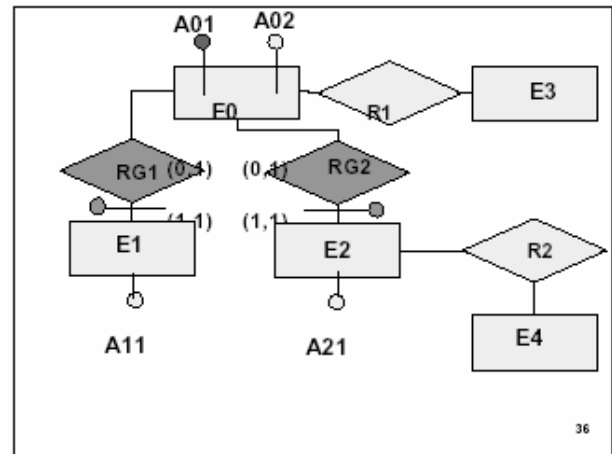 A01 A02
E0
R1
E3
RG1 (0,1) (0,1) RG2
(1,1) (1,1)
E1
E2
R2
A11
A21
E4
36